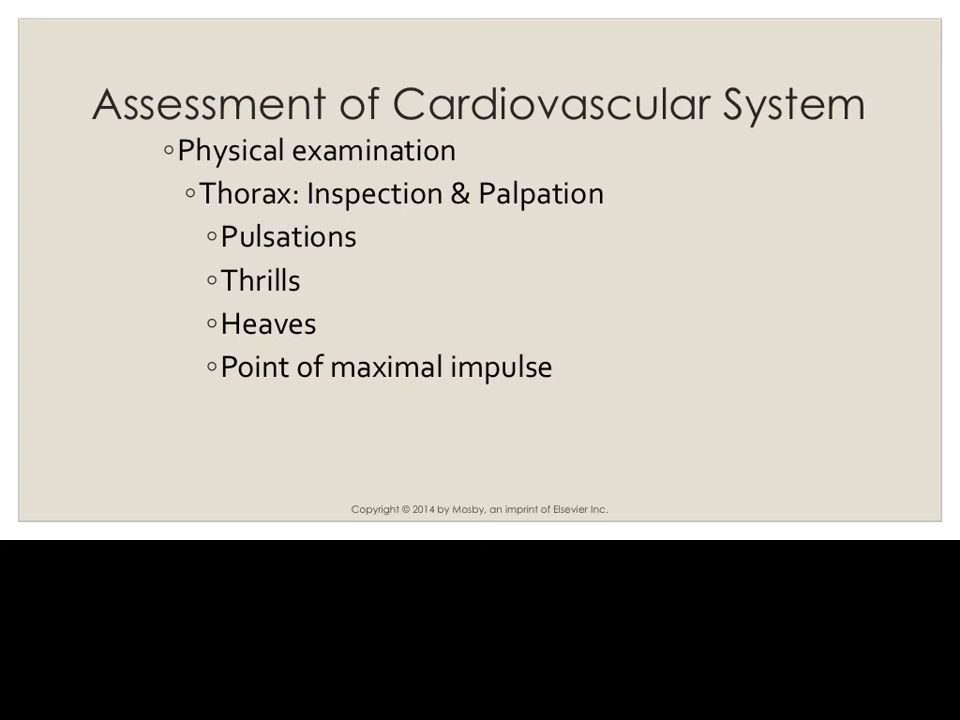 Assessment of Cardiovascular System
◦Physical examination
◦Thorax: Inspection & Palpation
◦Pulsations
◦Thrills
◦Heaves
◦Point of maximal impulse
Copyright © 2014 by Mosby, an imprint of Elsevier Inc.